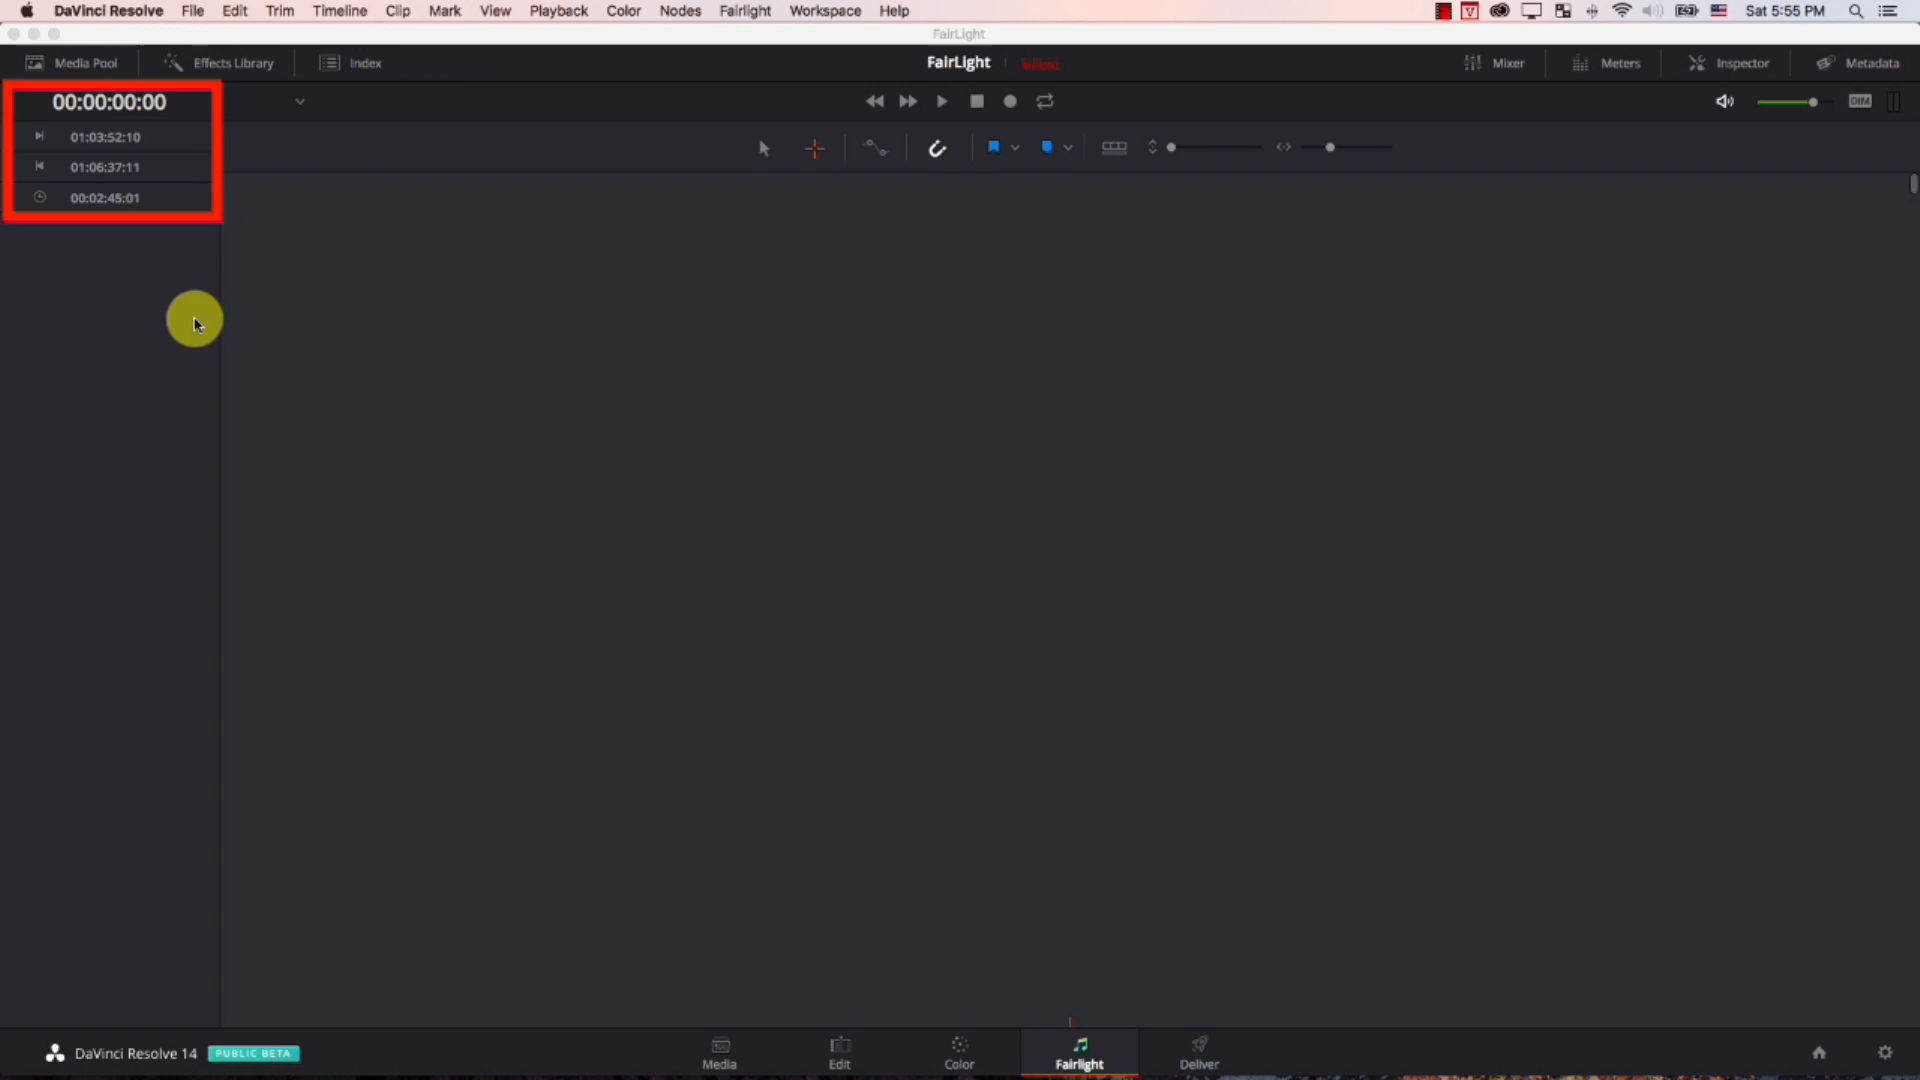 DaVinci Resolve File Edit Trim Timeline Clip Mark View Playback Color Nodes Fairlight Workspace Help Sat 5:55 PM
FairLight
Media Pool Effects Library Index FairLight Mixer Meters Inspector Metadata
00:00:00:00 DIM
01:03:52:10
01:06:37:11
00:02:45:01
DaVinci Resolve 14 PUBLIC BETA Media Edit Color Fairlight Deliver